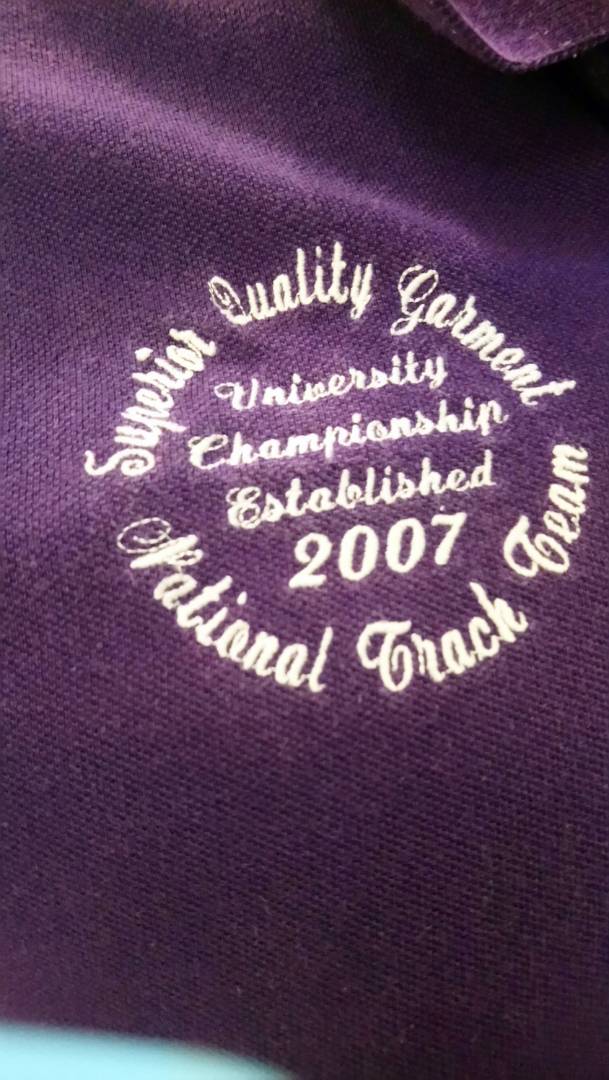 Superior Quality Garment
University
Championship
Established
2007
National Track Team